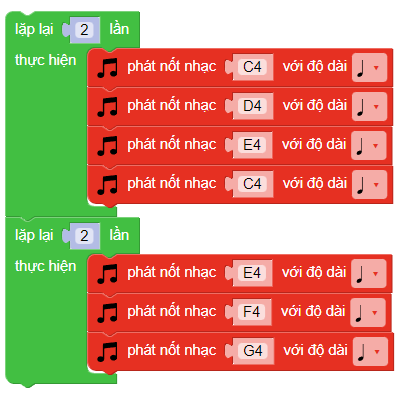 lặp lại 2 lần
thực hiện
phát nốt nhạc C4 với độ dài
phát nốt nhạc D4 với độ dài
phát nốt nhạc E4 với độ dài
phát nốt nhạc C4 với độ dài
lặp lại 2 lần
thực hiện
phát nốt nhạc E4 với độ dài
phát nốt nhạc F4 với độ dài
phát nốt nhạc G4 với độ dài